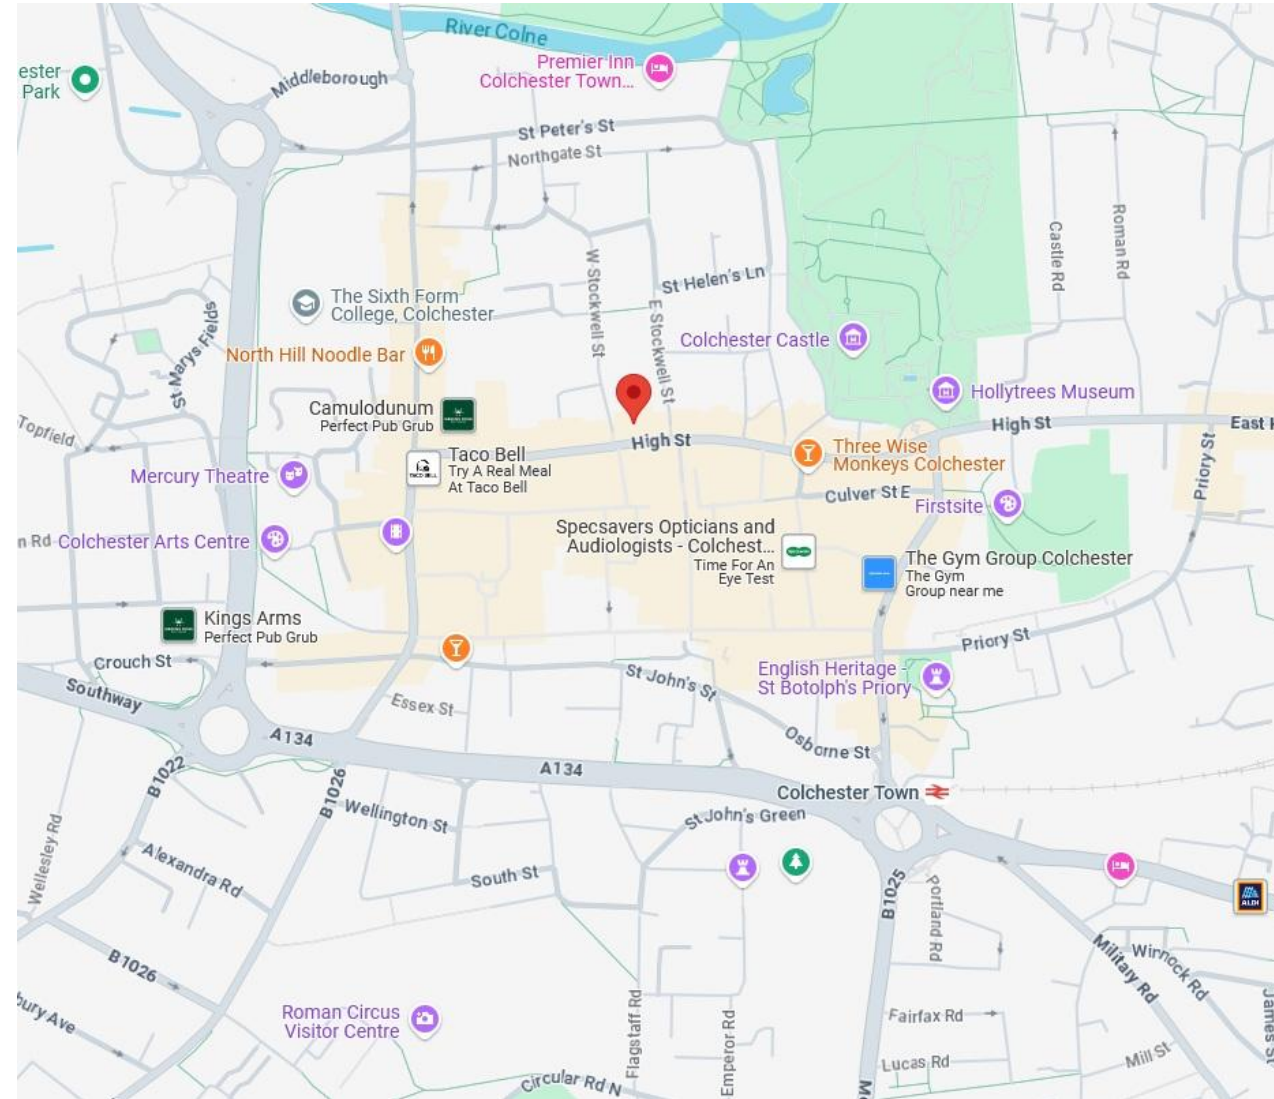 River Colne
ester
Park
Premier Inn
Colchester Town...
Middleborough
St Peter's St
Northgate St
Castle Rd
Roman Rd
W Stockwell St
St Helen's Ln
E Stockwell St
The Sixth Form
College, Colchester
St Marys Fields
North Hill Noodle Bar
Colchester Castle
Hollytrees Museum
Camulodunum
Perfect Pub Grub
Topfield
High St
High St
East H
Taco Bell
Try A Real Meal
At Taco Bell
TACO BELL
Three Wise
Monkeys Colchester
Mercury Theatre
Culver St E
Priory St
Firstsite
n Rd
Colchester Arts Centre
Specsavers Opticians and
Audiologists - Colchest...
Time For An
Eye Test
The Gym Group Colchester
The Gym
Group near me
Kings Arms
Perfect Pub Grub
Priory St
Crouch St
Southway
St John's St
English Heritage -
St Botolph's Priory
Essex St
Osborne St
A134
A134
B1022
B1026
Colchester Town
Wellington St
St John's Green
Wellesley Rd
Alexandra Rd
South St
B1025
Portland Rd
ALDI
B1026
Military Rd
Winnock Rd
bury Ave
Roman Circus
Visitor Centre
Flagstaff Rd
Emperor Rd
Fairfax Rd
James St
Lucas Rd
Mill St
Circular Rd N